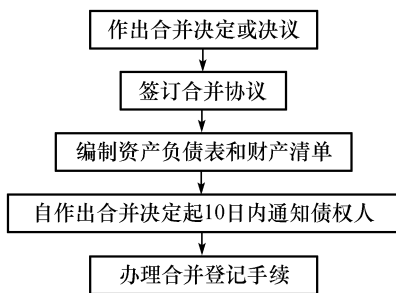 作出合并决定或决议
签订合并协议
编制资产负债表和财产清单
自作出合并决定起10日内通知债权人
办理合并登记手续